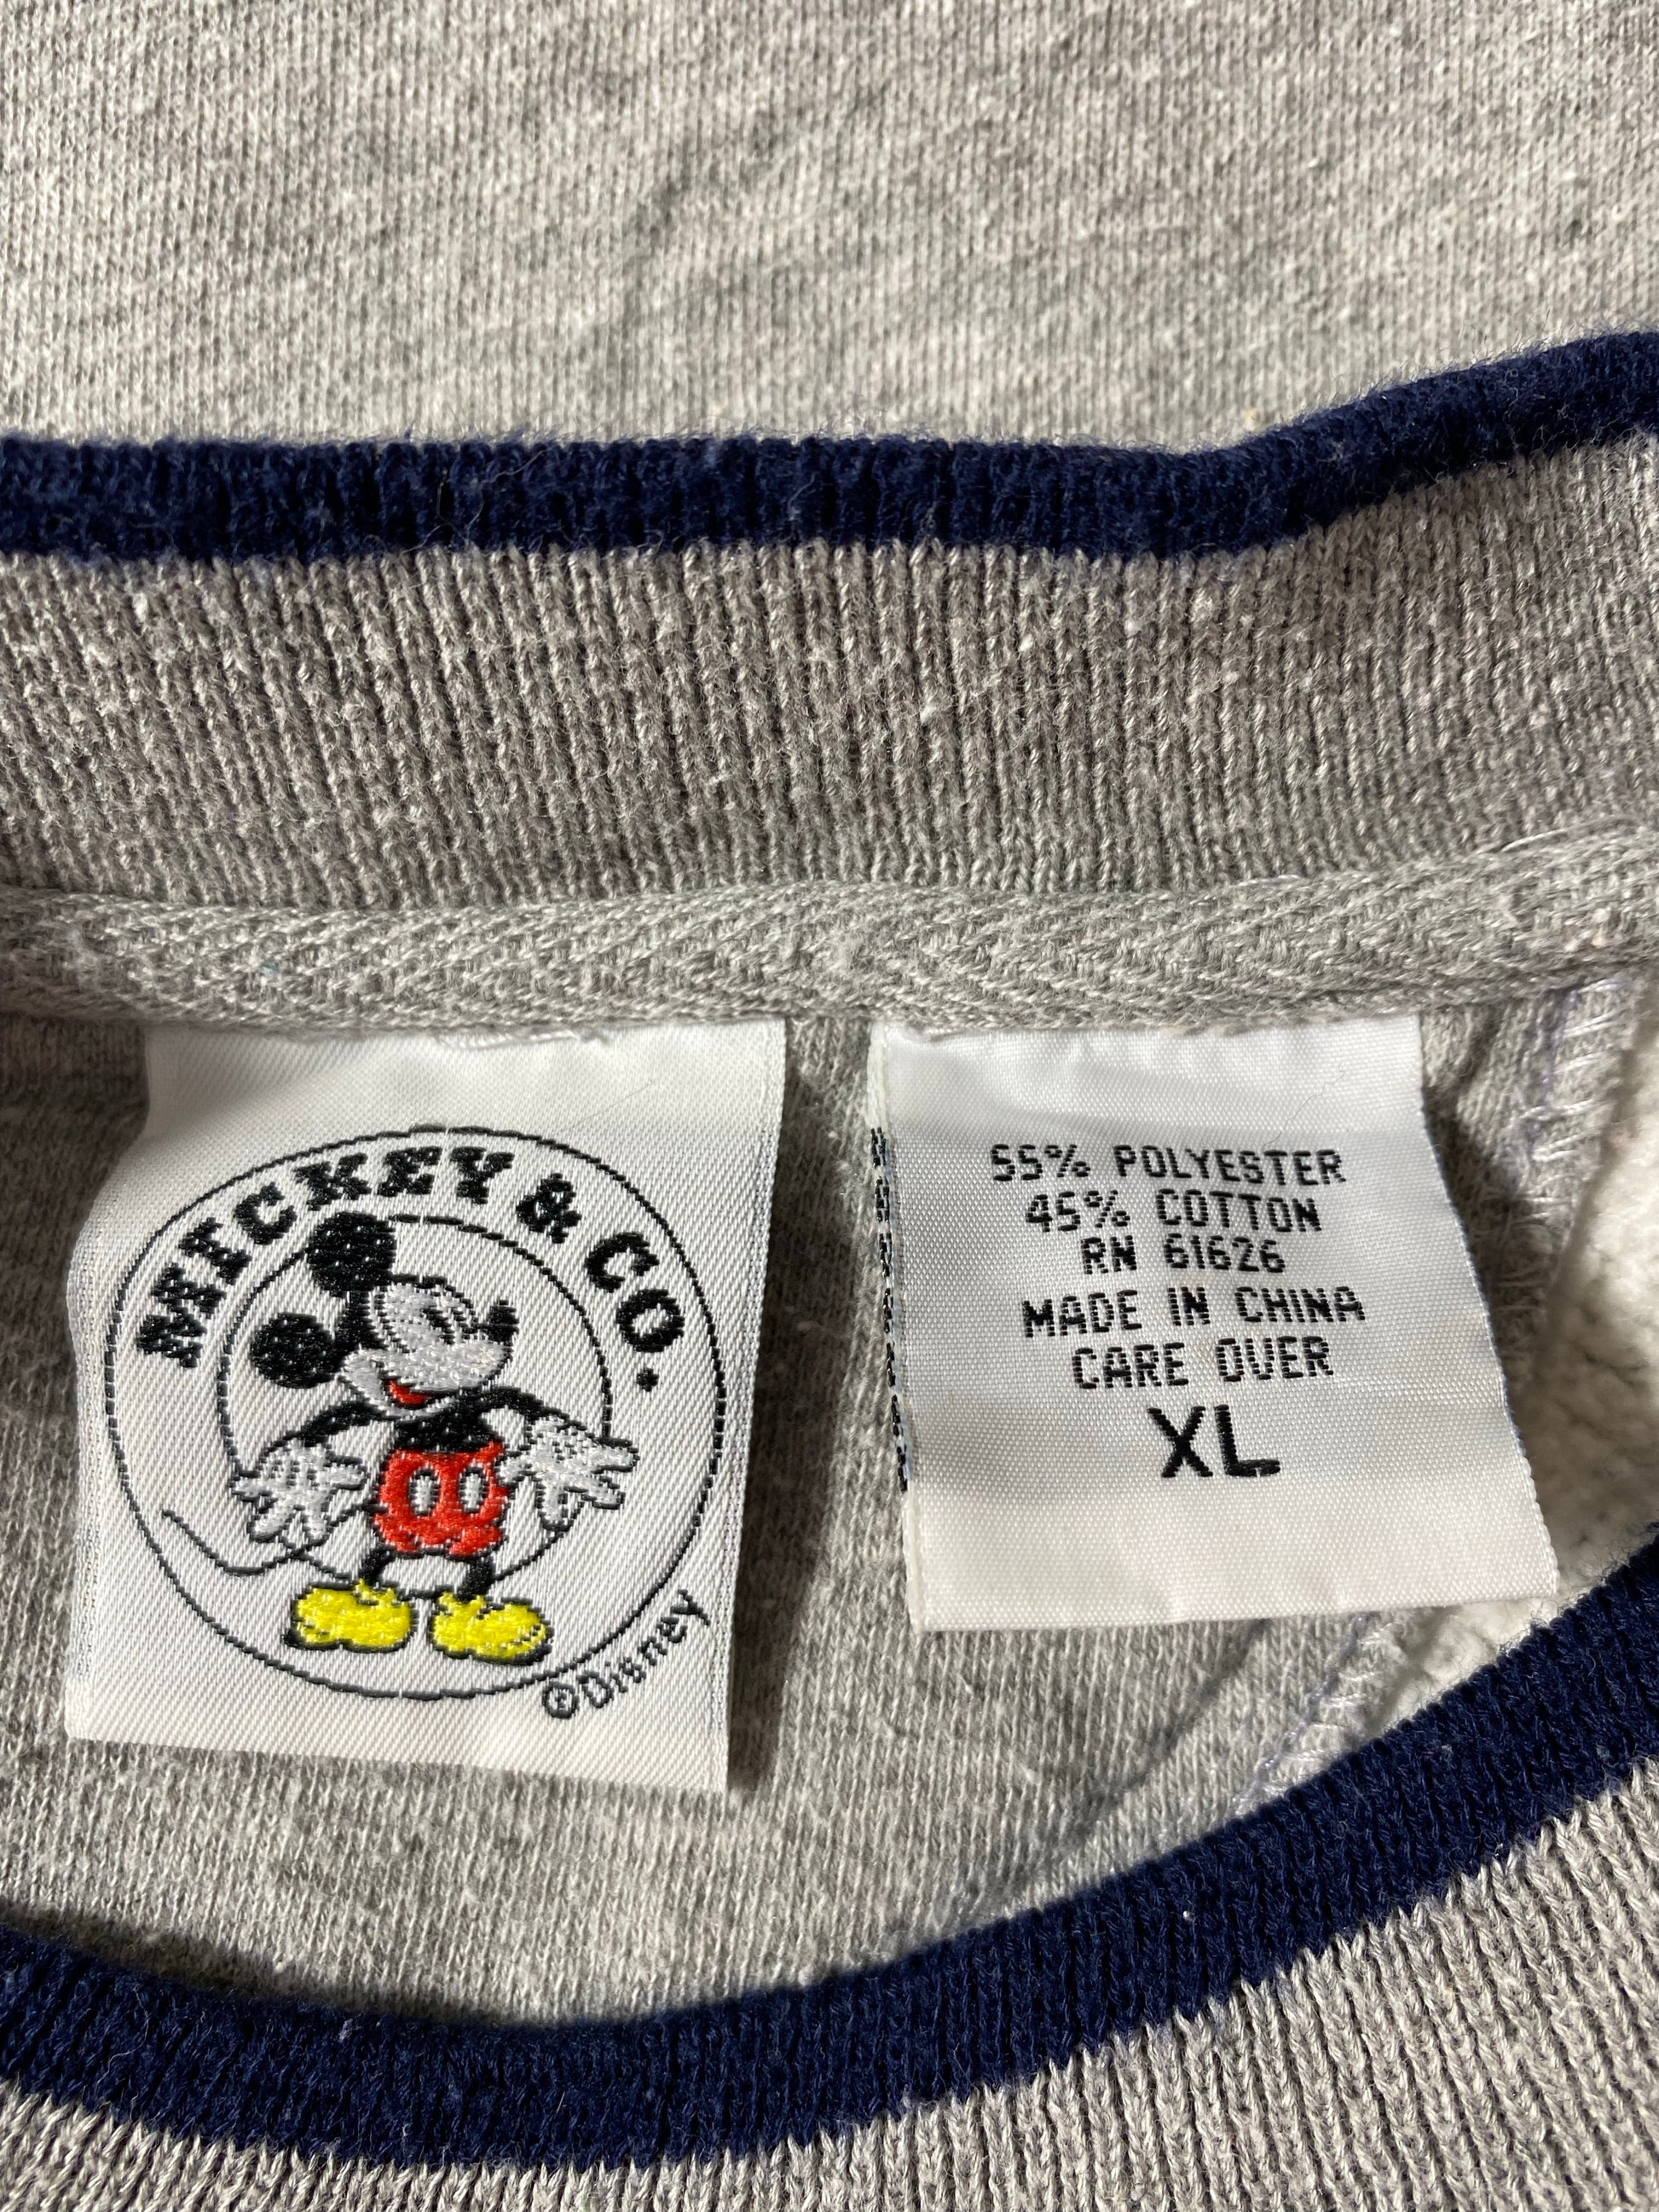 MICKEY & CO.
©Disney
55% POLYESTER
45% COTTON
RN 61626
MADE IN CHINA
CARE OVER
XL